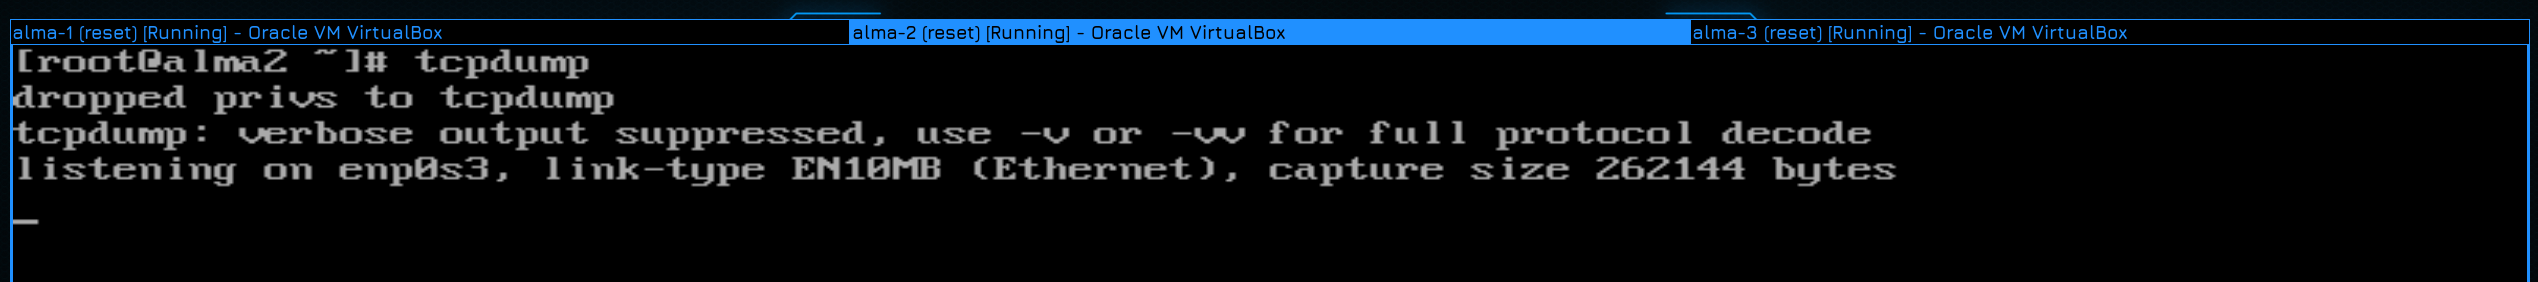 alma-1 (reset) [Running] - Oracle VM VirtualBox
alma-2 (reset) [Running] - Oracle VM VirtualBox
alma-3 (reset) [Running] - Oracle VM VirtualBox
[root@alma2 ~]# tcpdump
dropped privs to tcpdump
tcpdump: verbose output suppressed, use -v or -vv for full protocol decode
listening on enp0s3, link-type EN10MB (Ethernet), capture size 262144 bytes